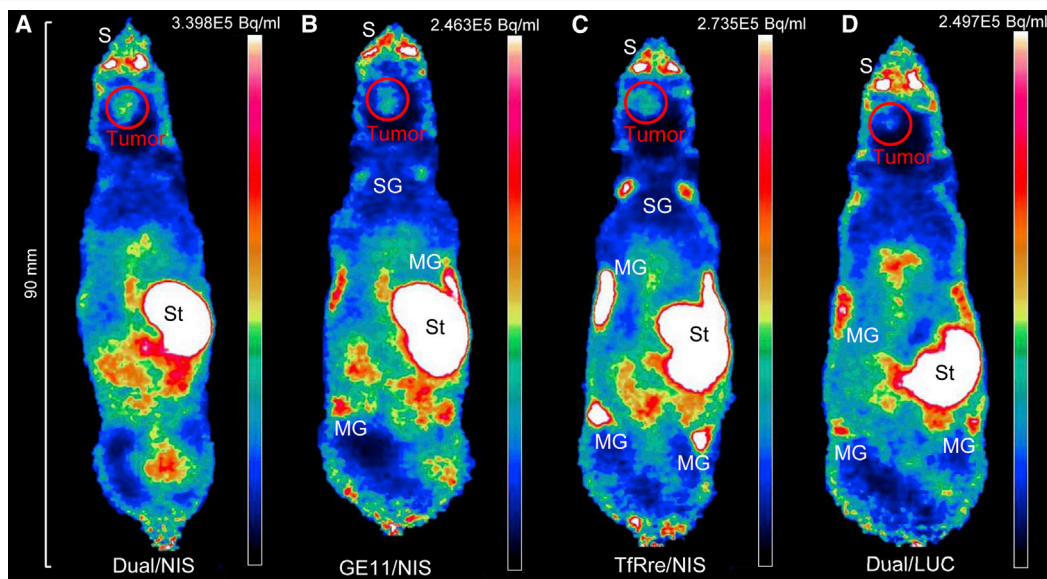 A
3.398E5 Bq/ml
S
Tumor
St
90 mm
Dual/NIS
B
2.463E5 Bq/ml
S
Tumor
SG
MG
St
MG
GE11/NIS
C
2.735E5 Bq/ml
S
Tumor
SG
MG
St
MG
MG
TfRre/NIS
D
2.497E5 Bq/ml
S
Tumor
MG
St
MG
MG
Dual/LUC